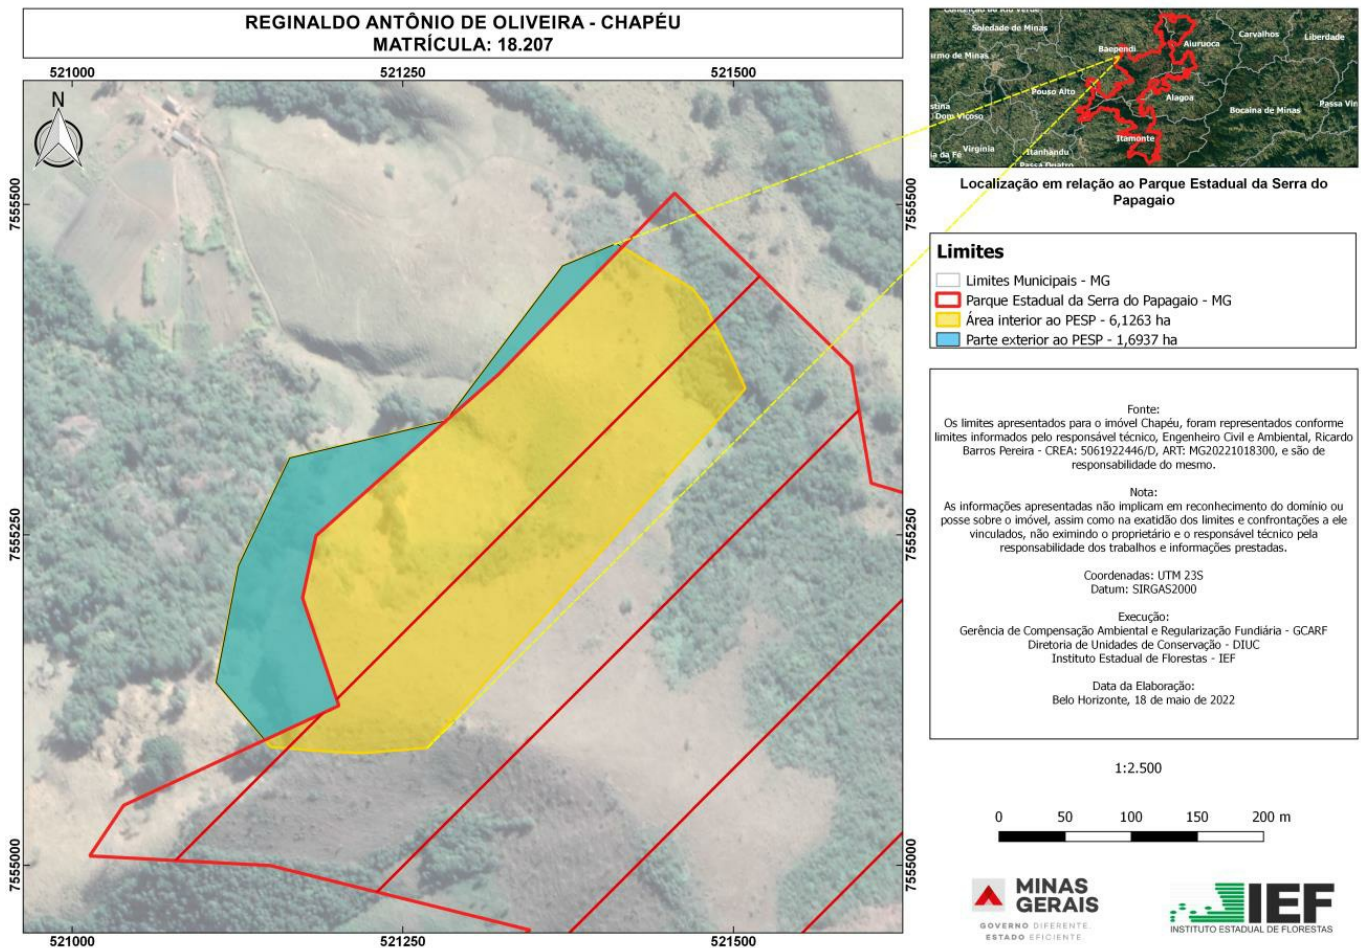 REGINALDO ANTÔNIO DE OLIVEIRA - CHAPÉU
MATRÍCULA: 18.207
521000
521250
521500
N
7555500
7555250
7555000
7555500
7555250
7555000
521000
521250
521500
Soledade de Minas
Carvalhos
Liberdade
Baependi
Aiuruoca
Pouso Alto
Alagoa
Bocaina de Minas
Dom Viçoso
Itamonte
Virgínia
Itanhandu
Localização em relação ao Parque Estadual da Serra do
Papagaio
Limites
Limites Municipais - MG
Parque Estadual da Serra do Papagaio - MG
Área interior ao PESP - 6,1263 ha
Parte exterior ao PESP - 1,6937 ha
Fonte:
Os limites apresentados para o imóvel Chapéu, foram representados conforme
limites informados pelo responsável técnico, Engenheiro Civil e Ambiental, Ricardo
Barros Pereira - CREA: 5061922446/D, ART: MG20221018300, e são de
responsabilidade do mesmo.
Nota:
As informações apresentadas não implicam em reconhecimento do domínio ou
posse sobre o imóvel, assim como na exatidão dos limites e confrontações a ele
vinculados, não eximindo o proprietário e o responsável técnico pela
responsabilidade dos trabalhos e informações prestadas.
Coordenadas: UTM 23S
Datum: SIRGAS2000
Execução:
Gerência de Compensação Ambiental e Regularização Fundiária - GCARF
Diretoria de Unidades de Conservação - DIUC
Instituto Estadual de Florestas - IEF
Data da Elaboração:
Belo Horizonte, 18 de maio de 2022
1:2.500
0 50 100 150 200 m
MINAS
GERAIS
GOVERNO DIFERENTE.
ESTADO EFICIENTE.
IEF
INSTITUTO ESTADUAL DE FLORESTAS